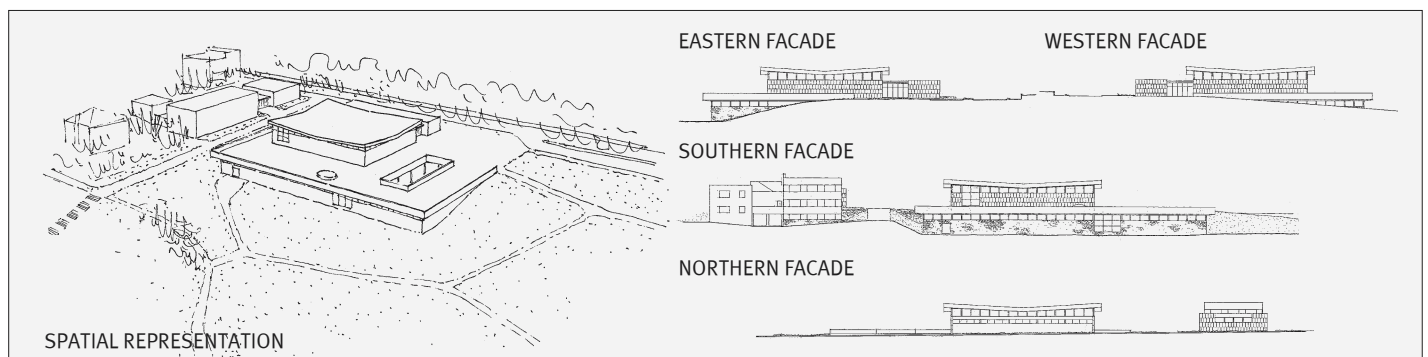 EASTERN FACADE
WESTERN FACADE
SOUTHERN FACADE
NORTHERN FACADE
SPATIAL REPRESENTATION